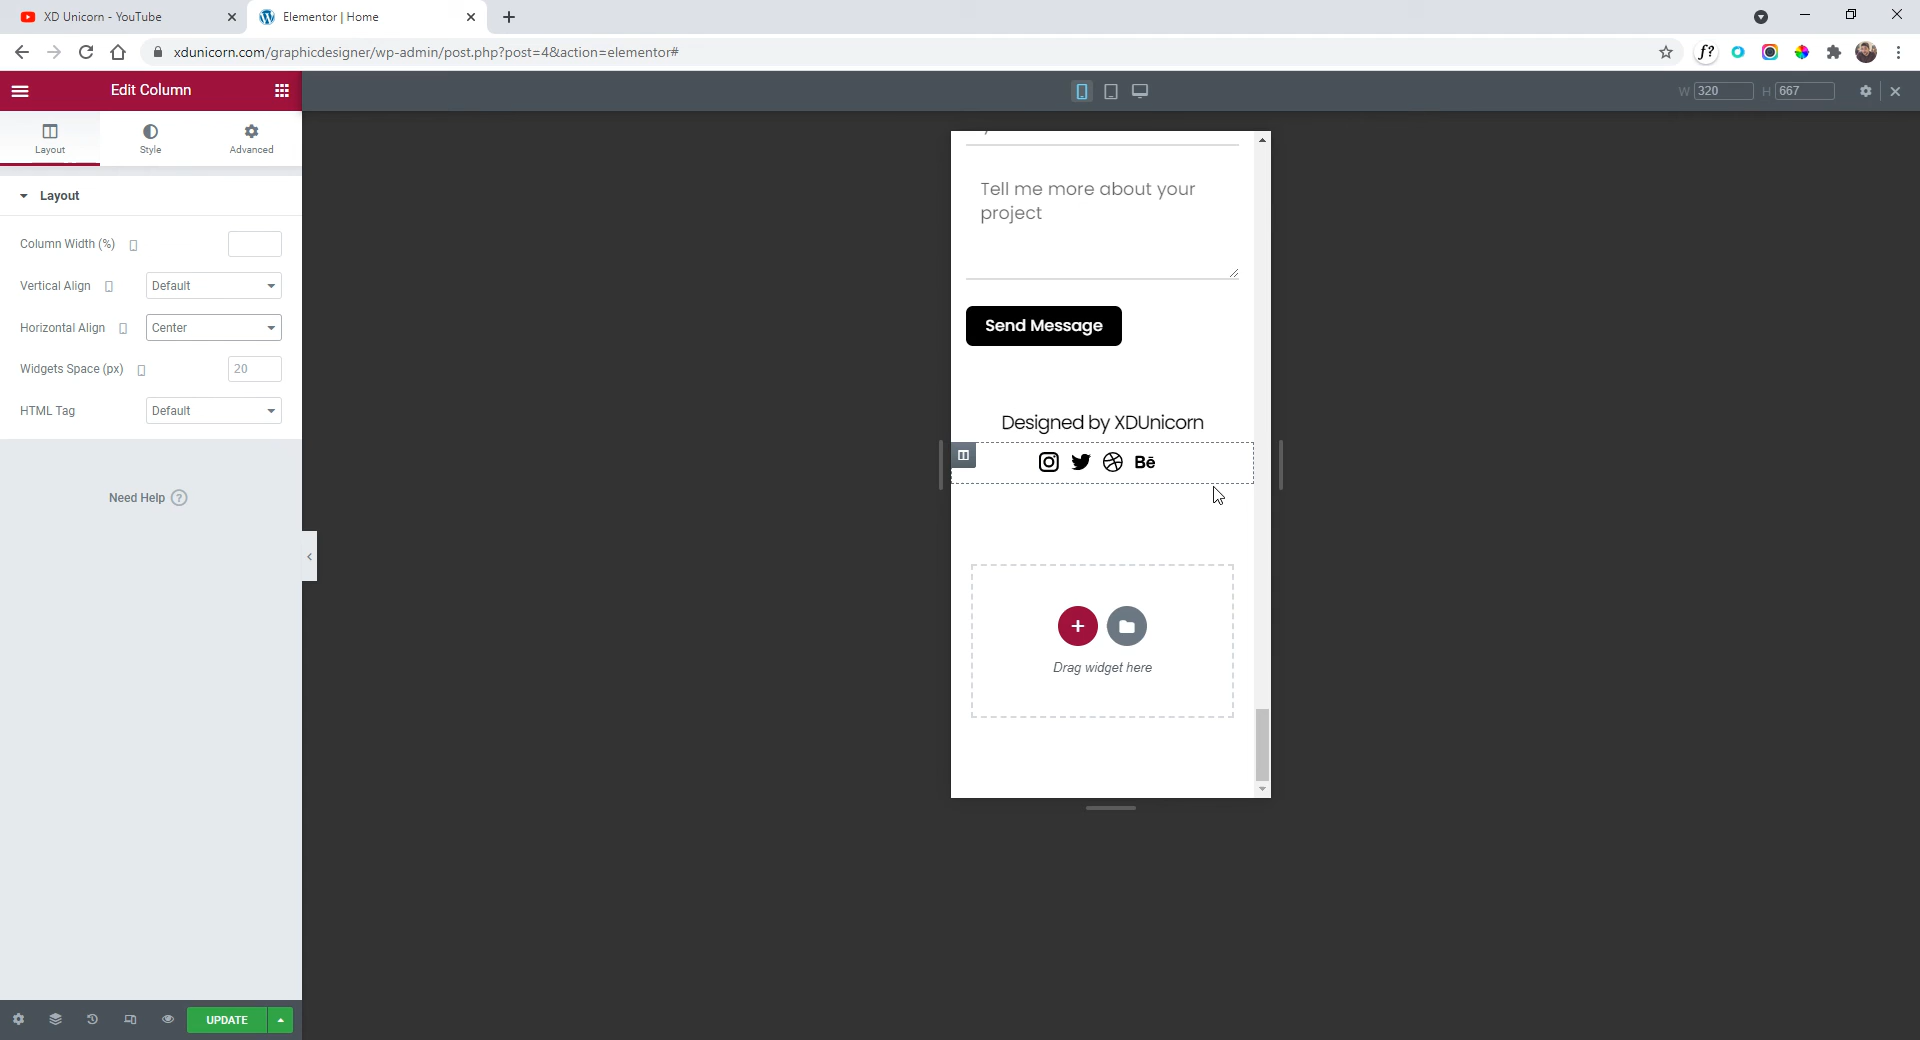 XD Unicorn - YouTube
Elementor | Home
xdunicorn.com/graphicdesigner/wp-admin/post.php?post=4&action=elementor#
f?
Edit Column
W 320 H 667
Layout
Style
Advanced
Layout
Column Width (%)
Vertical Align
Default
Horizontal Align
Center
Widgets Space (px)
20
HTML Tag
Default
Need Help ?
UPDATE
Tell me more about your
project
Send Message
Designed by XDUnicorn
Bē
Drag widget here